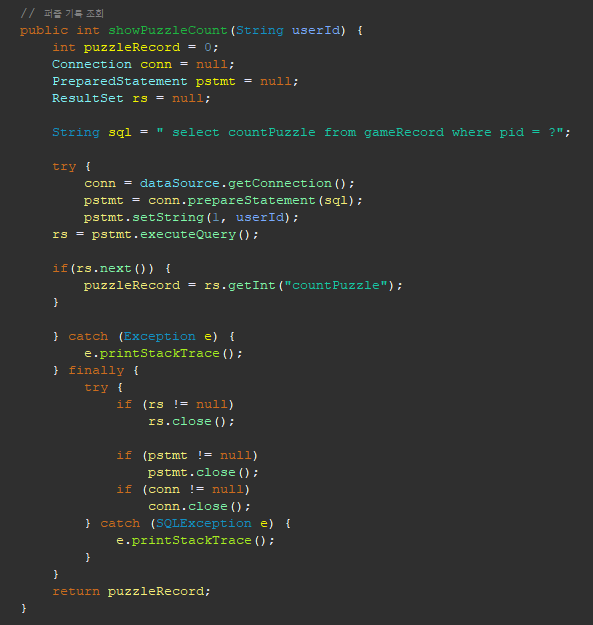 // 퍼즐 기록 조회
public int showPuzzleCount(String userId) {
    int puzzleRecord = 0;
    Connection conn = null;
    PreparedStatement pstmt = null;
    ResultSet rs = null;

    String sql = " select countPuzzle from gameRecord where pid = ?";

    try {
        conn = dataSource.getConnection();
        pstmt = conn.prepareStatement(sql);
        pstmt.setString(1, userId);
    rs = pstmt.executeQuery();

    if(rs.next()) {
        puzzleRecord = rs.getInt("countPuzzle");
    }

    } catch (Exception e) {
        e.printStackTrace();
    } finally {
        try {
            if (rs != null)
                rs.close();

            if (pstmt != null)
                pstmt.close();
            if (conn != null)
                conn.close();
        } catch (SQLException e) {
            e.printStackTrace();
        }
    }
    return puzzleRecord;
}